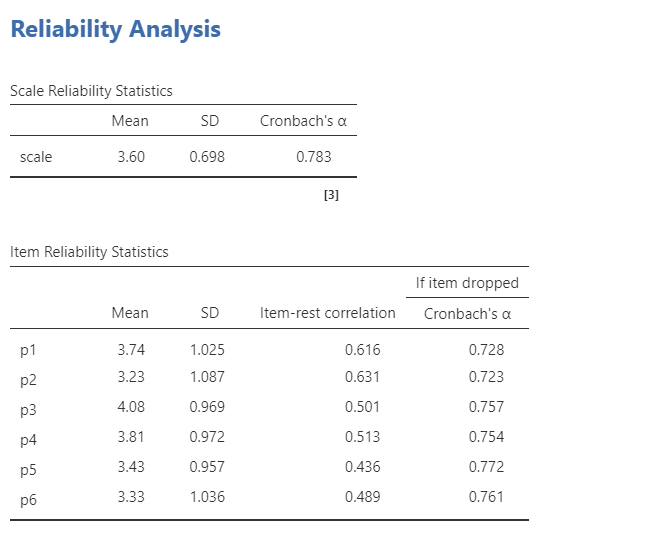 Reliability Analysis
Scale Reliability Statistics
Mean SD Cronbach's α
scale 3.60 0.698 0.783
[3]
Item Reliability Statistics
If item dropped
Mean SD Item-rest correlation Cronbach's α
p1 3.74 1.025 0.616 0.728
p2 3.23 1.087 0.631 0.723
p3 4.08 0.969 0.501 0.757
p4 3.81 0.972 0.513 0.754
p5 3.43 0.957 0.436 0.772
p6 3.33 1.036 0.489 0.761